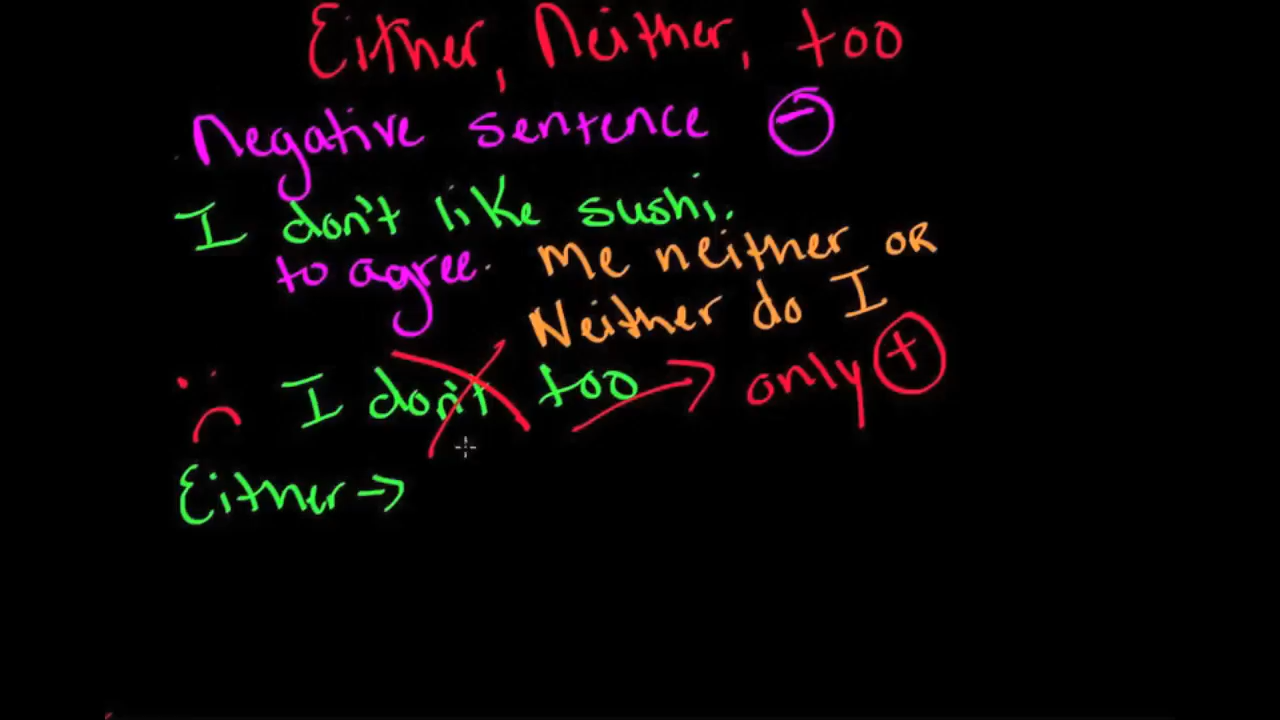 Either, Neither, too
Negative sentence -
I don't like sushi.
to agree. Me neither OR
Neither do I
I don't too → only +
Either →